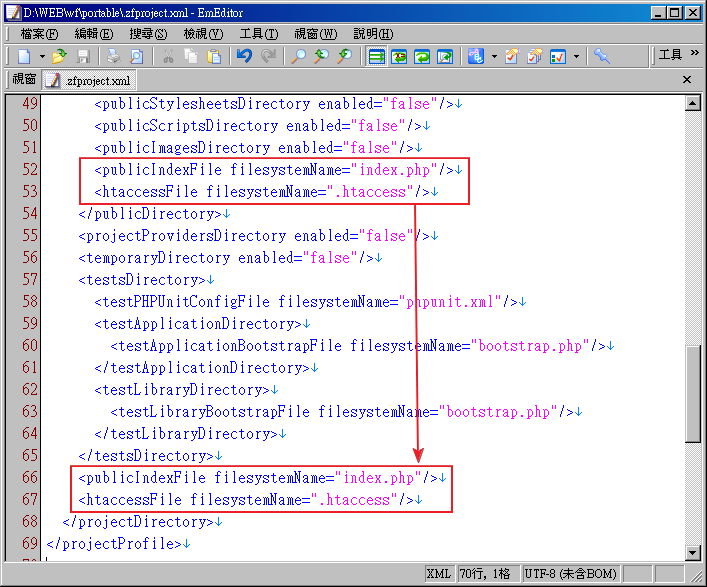 D:\WEB\wf\portable\.zfproject.xml - EmEditor
檔案(F) 編輯(E) 搜尋(S) 檢視(V) 工具(I) 視窗(W) 說明(H)
工具 »
視窗 zfproject.xml
49 <publicStylesheetsDirectory enabled="false"/>↓
50 <publicScriptsDirectory enabled="false"/>↓
51 <publicImagesDirectory enabled="false"/>↓
52 <publicIndexFile filesystemName="index.php"/>↓
53 <htaccessFile filesystemName=".htaccess"/>↓
54 </publicDirectory>↓
55 <projectProvidersDirectory enabled="false"/>↓
56 <temporaryDirectory enabled="false"/>↓
57 <testsDirectory>↓
58 <testPHPUnitConfigFile filesystemName="phpunit.xml"/>↓
59 <testApplicationDirectory>↓
60 <testApplicationBootstrapFile filesystemName="bootstrap.php"/>↓
61 </testApplicationDirectory>↓
62 <testLibraryDirectory>↓
63 <testLibraryBootstrapFile filesystemName="bootstrap.php"/>↓
64 </testLibraryDirectory>↓
65 </testsDirectory>↓
66 <publicIndexFile filesystemName="index.php"/>↓
67 <htaccessFile filesystemName=".htaccess"/>↓
68 </projectDirectory>↓
69 </projectProfile>↓
XML 70行, 1格 UTF-8 (未含BOM)